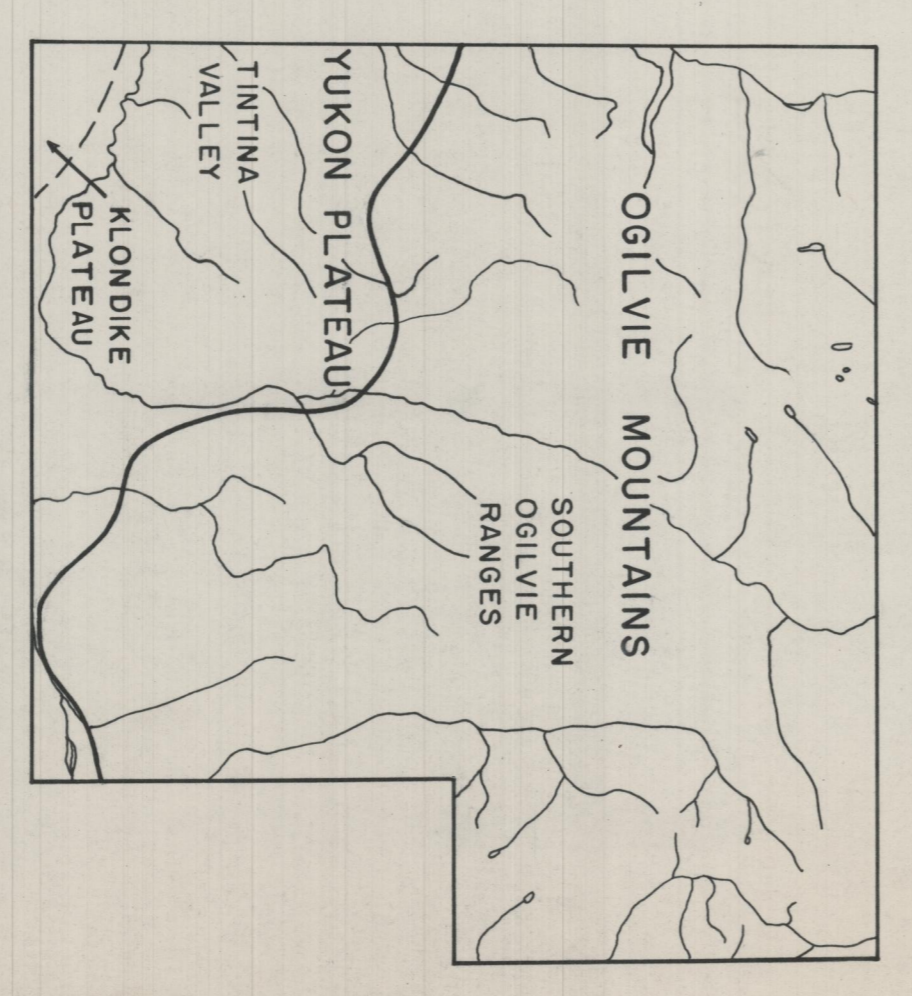 OGILVIE MOUNTAINS
SOUTHERN
OGILVIE
RANGES
YUKON PLATEAU
TINTINA
VALLEY
KLONDIKE
PLATEAU